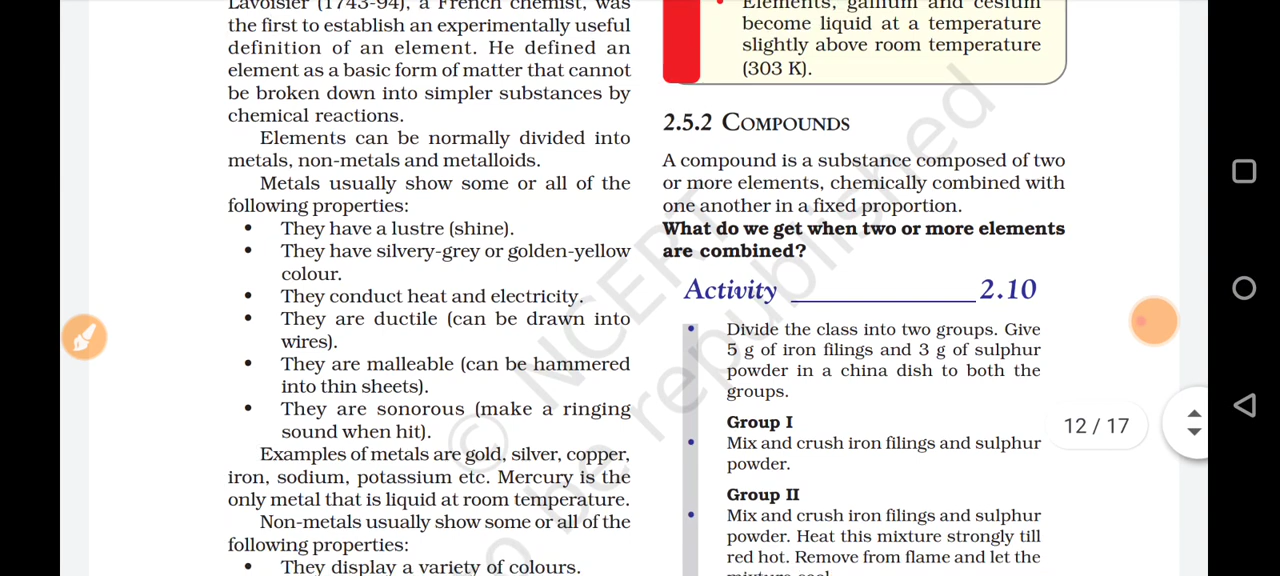 Lavoisier (1743-94), a French chemist, was
the first to establish an experimentally useful
definition of an element. He defined an
element as a basic form of matter that cannot
be broken down into simpler substances by
chemical reactions.
Elements can be normally divided into
metals, non-metals and metalloids.
Metals usually show some or all of the
following properties:
• They have a lustre (shine).
• They have silvery-grey or golden-yellow
colour.
• They conduct heat and electricity.
• They are ductile (can be drawn into
wires).
• They are malleable (can be hammered
into thin sheets).
• They are sonorous (make a ringing
sound when hit).
Examples of metals are gold, silver, copper,
iron, sodium, potassium etc. Mercury is the
only metal that is liquid at room temperature.
Non-metals usually show some or all of the
following properties:
• They display a variety of colours.
• Elements, gallium and cesium
become liquid at a temperature
slightly above room temperature
(303 K).
2.5.2 COMPOUNDS
A compound is a substance composed of two
or more elements, chemically combined with
one another in a fixed proportion.
What do we get when two or more elements
are combined?
Activity 2.10
• Divide the class into two groups. Give
5 g of iron filings and 3 g of sulphur
powder in a china dish to both the
groups.
Group I
• Mix and crush iron filings and sulphur
powder.
Group II
• Mix and crush iron filings and sulphur
powder. Heat this mixture strongly till
red hot. Remove from flame and let the
mixture cool.
12 / 17
© NCERT
o be republished